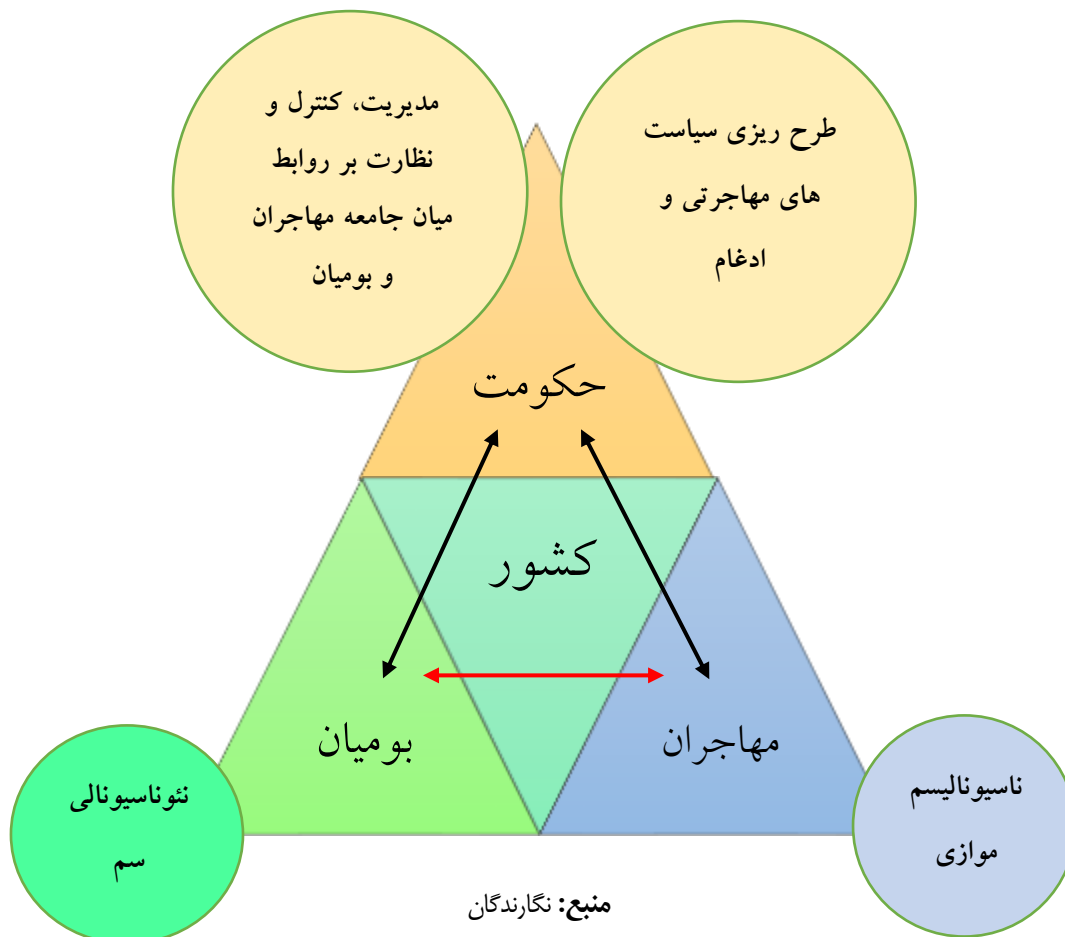 طرح ریزی سیاست
های مهاجرتی و
ادغام
مدیریت، کنترل و
نظارت بر روابط
میان جامعه مهاجران
و بومیان
حکومت
کشور
مهاجران
بومیان
ناسیونالیسم
موازی
نئوناسیونالی
سم
منبع: نگارندگان